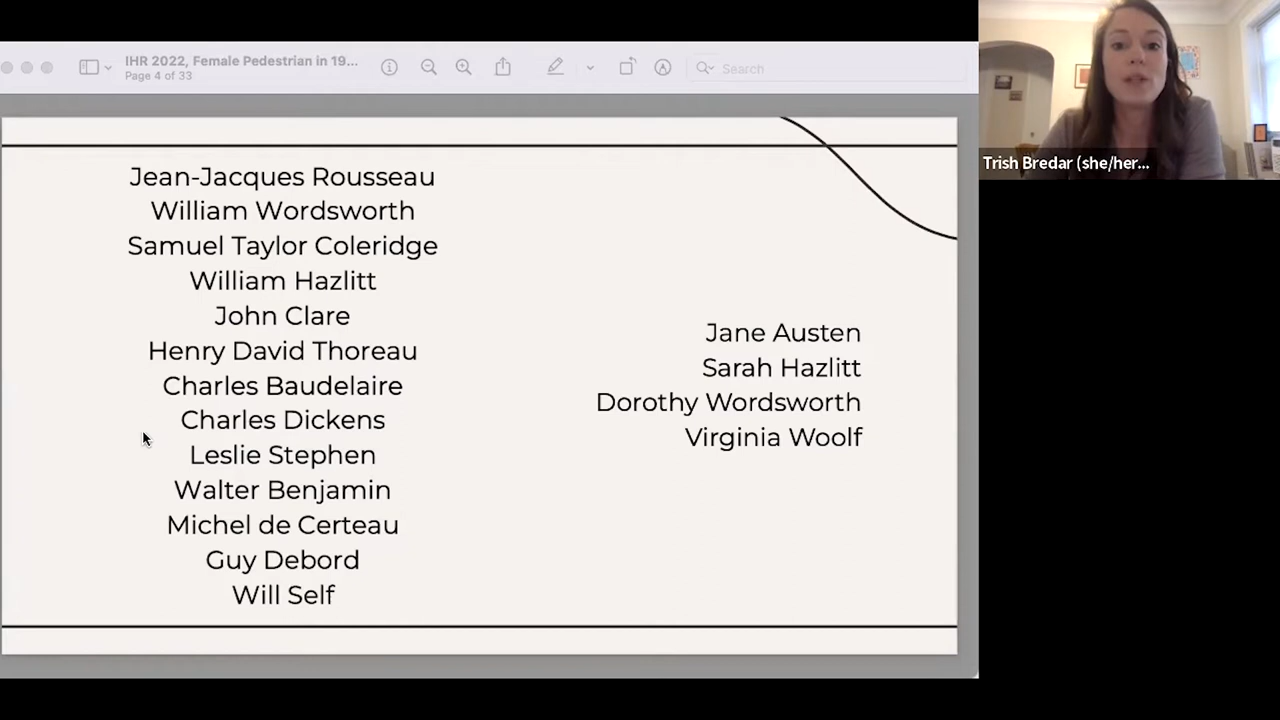 IHR 2022, Female Pedestrian in 19...
Page 4 of 33
Search
Trish Bredar (she/her...
Jean-Jacques Rousseau
William Wordsworth
Samuel Taylor Coleridge
William Hazlitt
John Clare
Henry David Thoreau
Charles Baudelaire
Charles Dickens
Leslie Stephen
Walter Benjamin
Michel de Certeau
Guy Debord
Will Self
Jane Austen
Sarah Hazlitt
Dorothy Wordsworth
Virginia Woolf